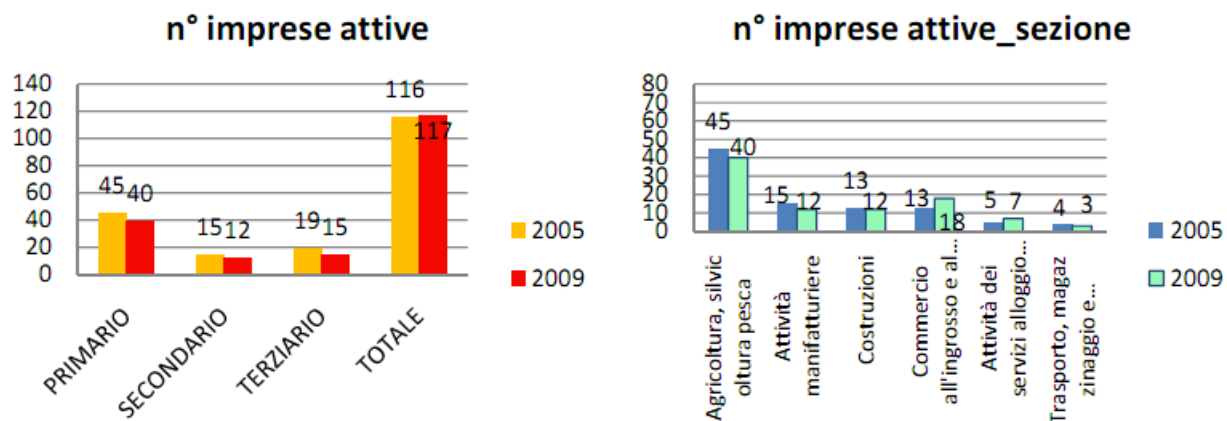 n° imprese attive
140
120
100
80
60
40
20
0
45
40
15
12
19
15
116
117
PRIMARIO
SECONDARIO
TERZIARIO
TOTALE
2005
2009
n° imprese attive_sezione
80
70
60
50
40
30
20
10
0
45
40
15
12
13
12
13
18
5
7
4
3
Agricoltura, silvic
oltura pesca
Attività
manifatturiere
Costruzioni
Commercio
all'ingrosso e al...
Attività dei
servizi alloggio...
Trasporto, magaz
zinaggio e...
2005
2009